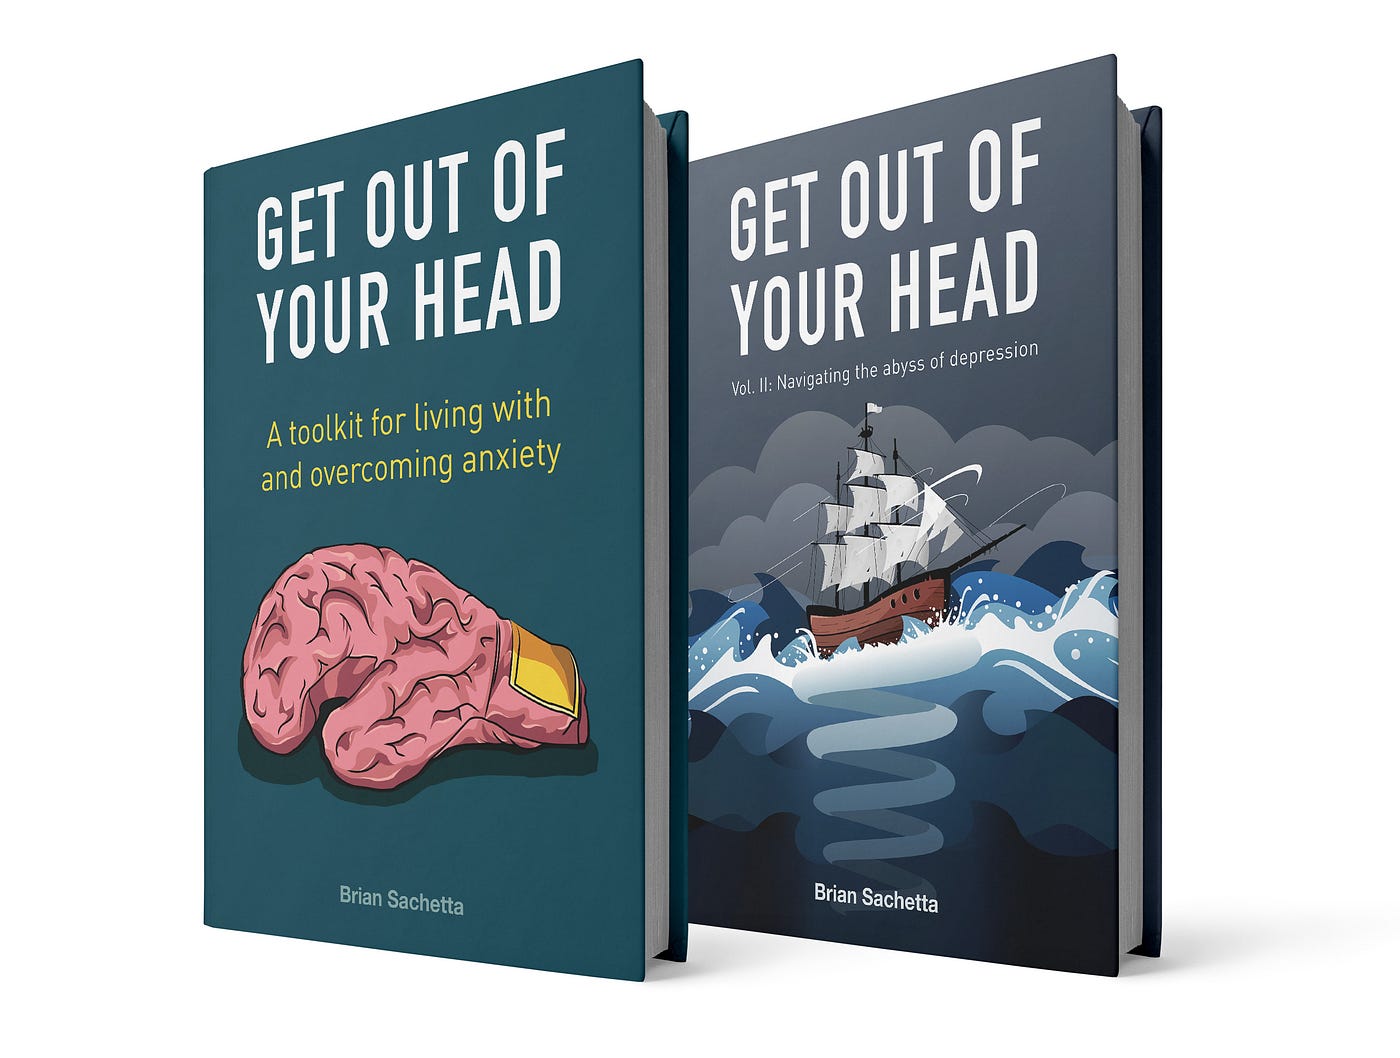 GET OUT OF
YOUR HEAD
A toolkit for living with
and overcoming anxiety
Brian Sachetta
GET OUT OF
YOUR HEAD
Vol. II: Navigating the abyss of depression
Brian Sachetta